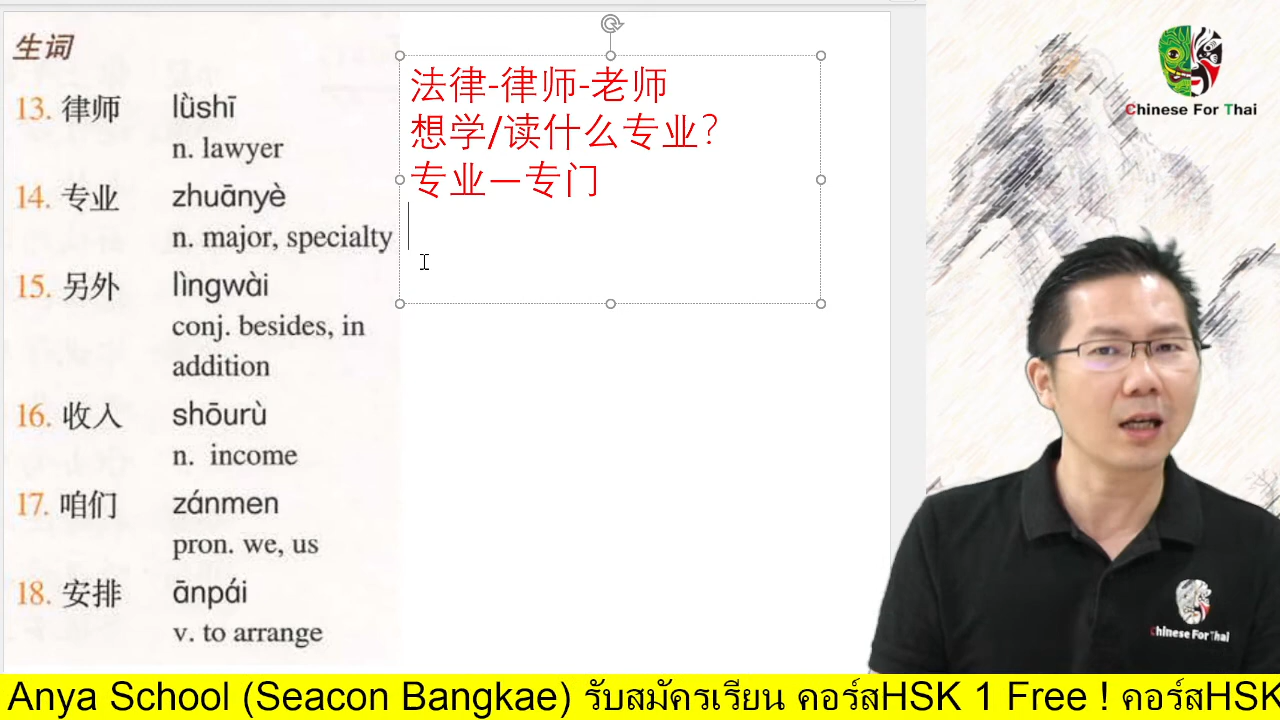 生词
13. 律师 lǜshī
n. lawyer
14. 专业 zhuānyè
n. major, specialty
15. 另外 lìngwài
conj. besides, in
addition
16. 收入 shōurù
n. income
17. 咱们 zánmen
pron. we, us
18. 安排 ānpái
v. to arrange
法律-律师-老师
想学/读什么专业？
专业—专门
Chinese For Thai
Chinese For Thai
Anya School (Seacon Bangkae) รับสมัครเรียน คอร์สHSK 1 Free ! คอร์สHSK